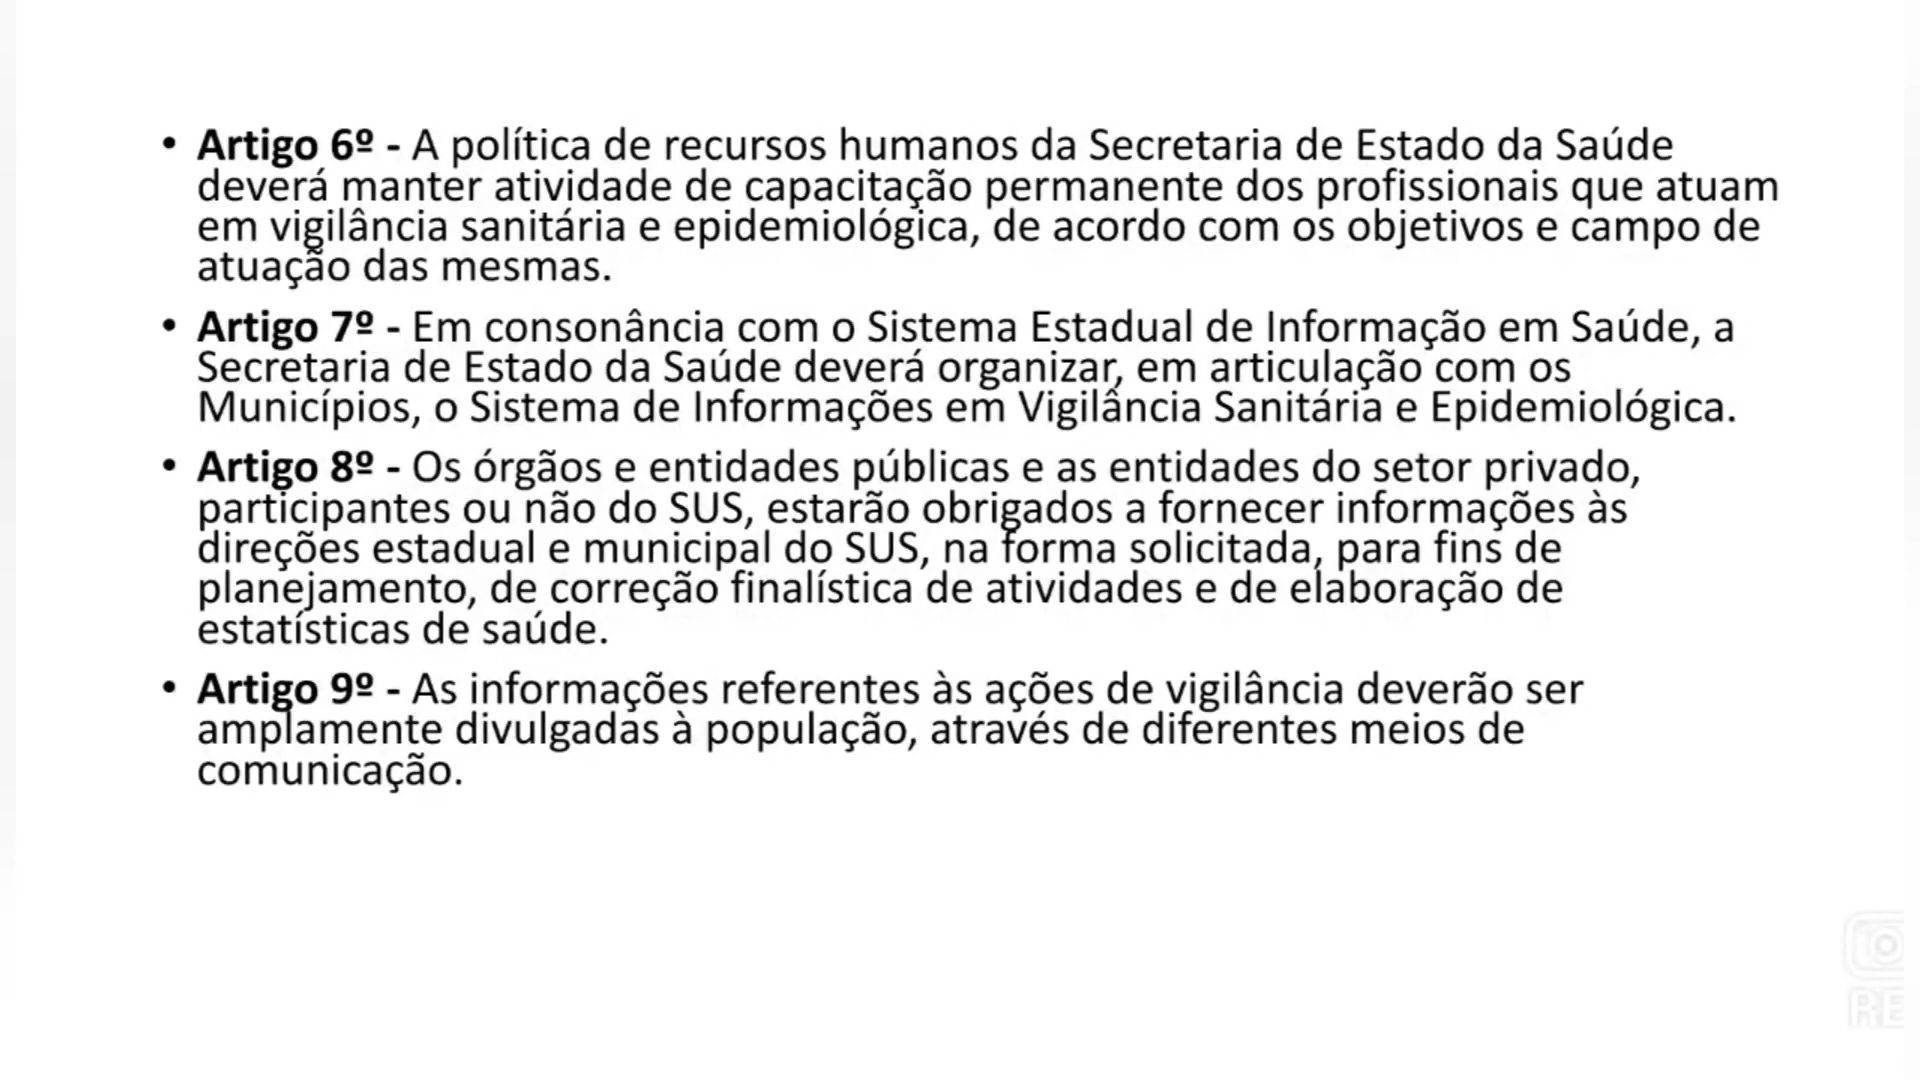 • Artigo 6º - A política de recursos humanos da Secretaria de Estado da Saúde
deverá manter atividade de capacitação permanente dos profissionais que atuam
em vigilância sanitária e epidemiológica, de acordo com os objetivos e campo de
atuação das mesmas.
• Artigo 7º - Em consonância com o Sistema Estadual de Informação em Saúde, a
Secretaria de Estado da Saúde deverá organizar, em articulação com os
Municípios, o Sistema de Informações em Vigilância Sanitária e Epidemiológica.
• Artigo 8º - Os órgãos e entidades públicas e as entidades do setor privado,
participantes ou não do SUS, estarão obrigados a fornecer informações às
direções estadual e municipal do SUS, na forma solicitada, para fins de
planejamento, de correção finalística de atividades e de elaboração de
estatísticas de saúde.
• Artigo 9º - As informações referentes às ações de vigilância deverão ser
amplamente divulgadas à população, através de diferentes meios de
comunicação.
RE